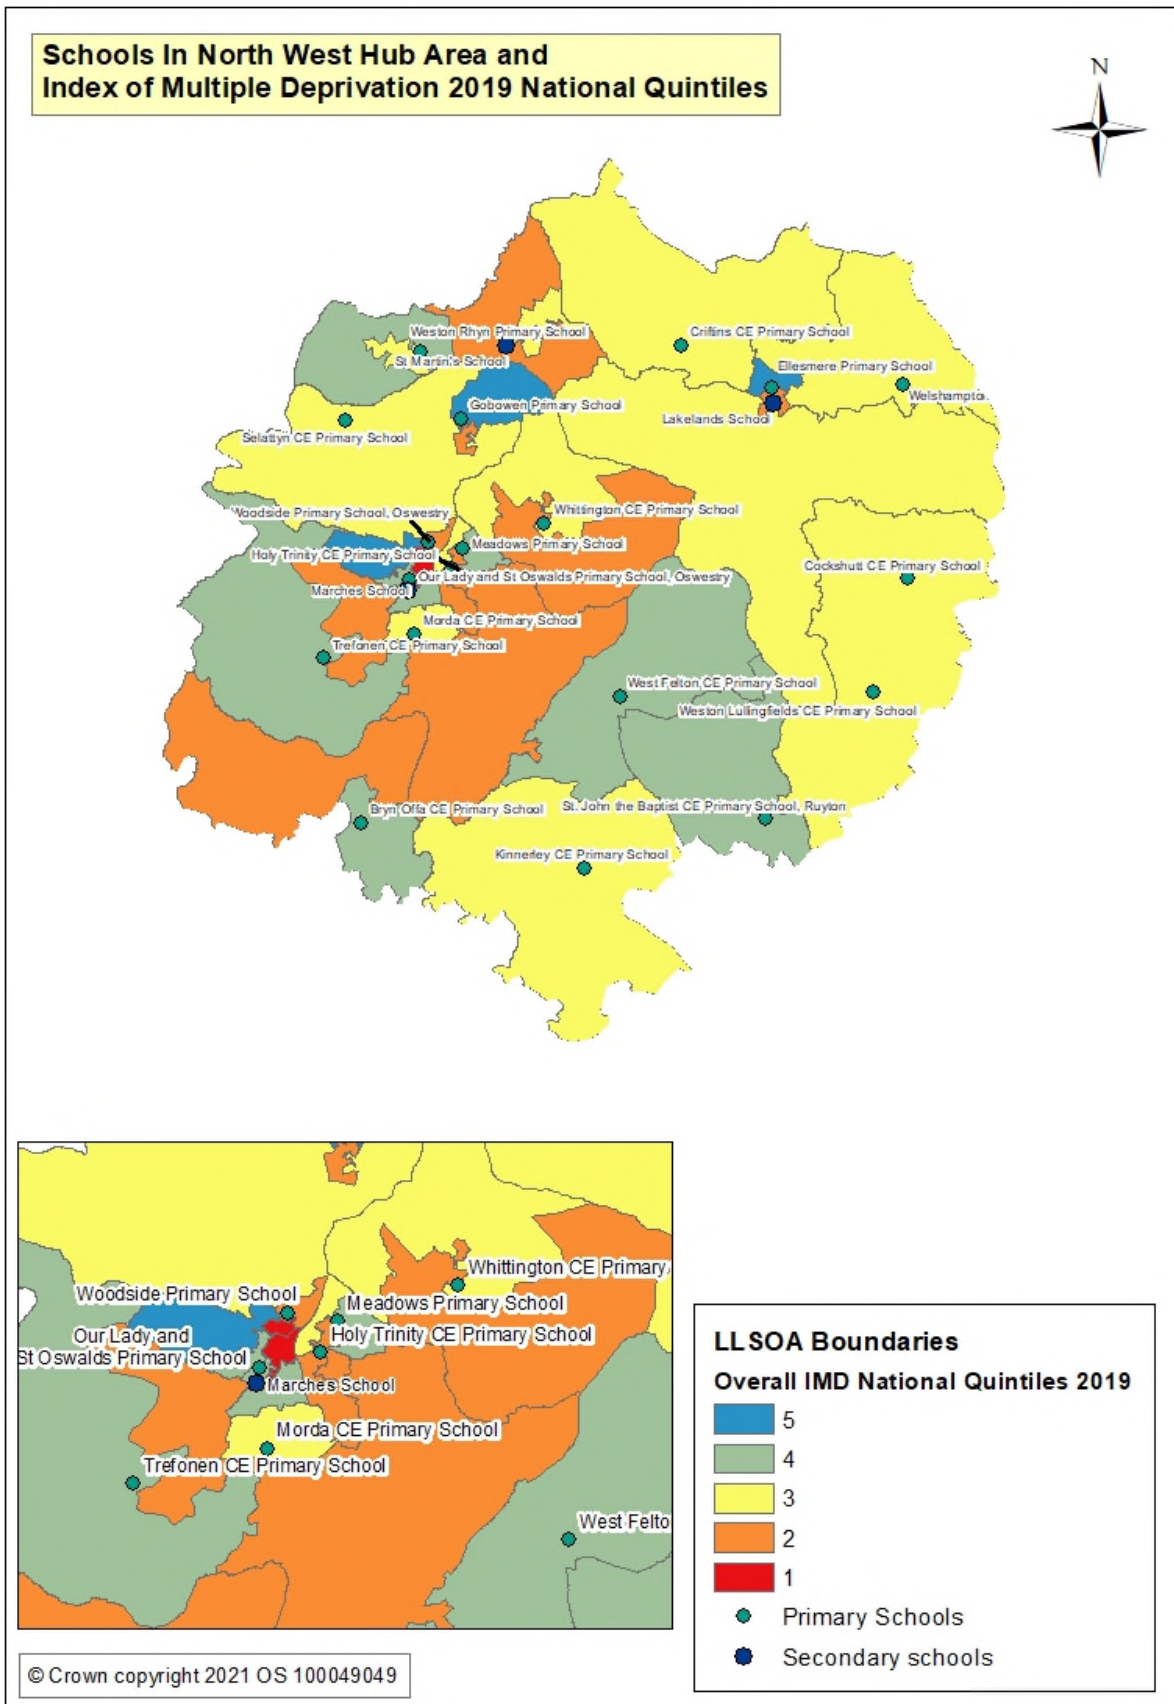 Schools In North West Hub Area and
Index of Multiple Deprivation 2019 National Quintiles
N
Weston Rhyn Primary School
St Martin's School
Criftins CE Primary School
Ellesmere Primary School
Welshampto
Lakelands School
Gobowen Primary School
Selattyn CE Primary School
Woodside Primary School, Oswestry
Whittington CE Primary School
Holy Trinity CE Primary School
Meadows Primary School
Our Lady and St Oswalds Primary School, Oswestry
Marches School
Cockshutt CE Primary School
Morda CE Primary School
Trefonen CE Primary School
West Felton CE Primary School
Weston Lullingfields CE Primary School
Bryn Offa CE Primary School
St. John the Baptist CE Primary School, Ruyton
Kinnerley CE Primary School
Whittington CE Primary
Woodside Primary School
Meadows Primary School
Our Lady and
St Oswalds Primary School
Holy Trinity CE Primary School
Marches School
Morda CE Primary School
Trefonen CE Primary School
West Felto
LLSOA Boundaries
Overall IMD National Quintiles 2019
5
4
3
2
1
Primary Schools
Secondary schools
© Crown copyright 2021 OS 100049049